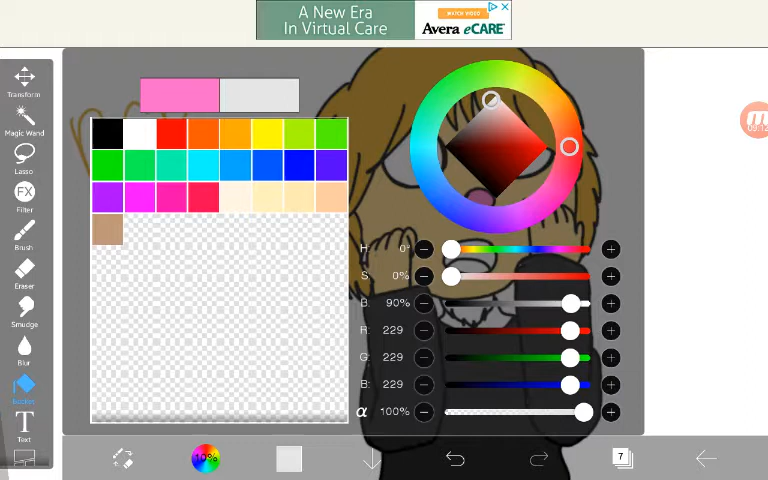 A New Era
In Virtual Care
WATCH VIDEO
Avera eCARE
Transform
Magic Wand
Lasso
FX
Filter
Brush
Eraser
Smudge
Blur
T
Text
H: 0°
S: 0%
B: 90%
R: 229
G: 229
B: 229
α 100%
10%
7